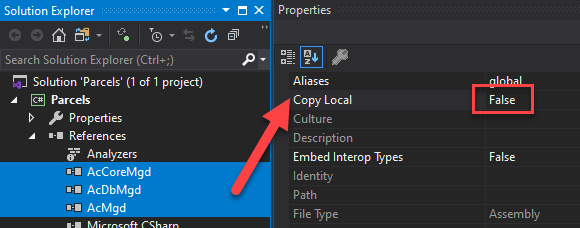 Solution Explorer
Search Solution Explorer (Ctrl+;)
Solution 'Parcels' (1 of 1 project)
C# Parcels
Properties
References
Analyzers
AcCoreMgd
AcDbMgd
AcMgd
Microsoft.CSharp
Properties
Aliases global
Copy Local False
Culture
Description
Embed Interop Types False
Identity
Path
File Type Assembly